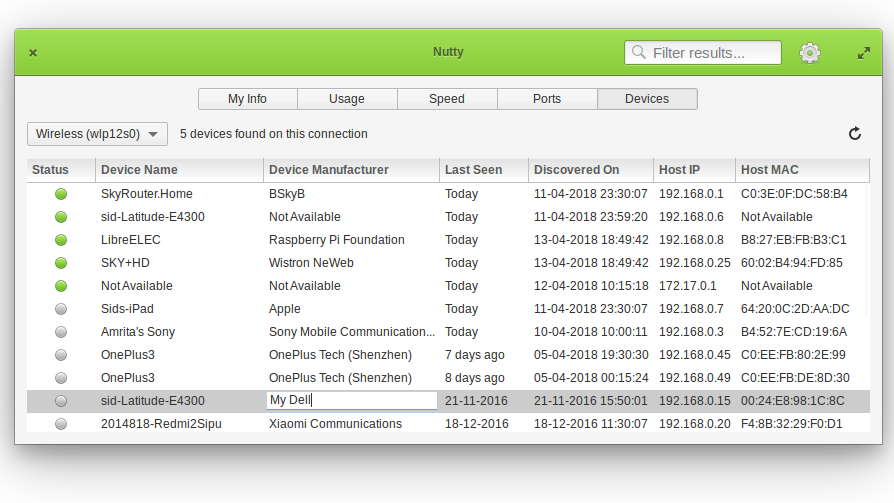 × Nutty Filter results...
My Info Usage Speed Ports Devices
Wireless (wlp12s0) 5 devices found on this connection
Status Device Name Device Manufacturer Last Seen Discovered On Host IP Host MAC
SkyRouter.Home BSkyB Today 11-04-2018 23:30:07 192.168.0.1 C0:3E:0F:DC:58:B4
sid-Latitude-E4300 Not Available Today 11-04-2018 23:59:20 192.168.0.6 Not Available
LibreELEC Raspberry Pi Foundation Today 13-04-2018 18:49:42 192.168.0.8 B8:27:EB:FB:B3:C1
SKY+HD Wistron NeWeb Today 13-04-2018 18:49:42 192.168.0.25 60:02:B4:94:FD:85
Not Available Not Available Today 12-04-2018 10:15:18 172.17.0.1 Not Available
Sids-iPad Apple Today 11-04-2018 23:30:07 192.168.0.7 64:20:0C:2D:AA:DC
Amrita's Sony Sony Mobile Communication... Today 10-04-2018 10:00:11 192.168.0.3 B4:52:7E:CD:19:6A
OnePlus3 OnePlus Tech (Shenzhen) 7 days ago 05-04-2018 19:30:30 192.168.0.45 C0:EE:FB:80:2E:99
OnePlus3 OnePlus Tech (Shenzhen) 8 days ago 05-04-2018 00:15:24 192.168.0.49 C0:EE:FB:DE:8D:30
sid-Latitude-E4300 My Dell 21-11-2016 21-11-2016 15:50:01 192.168.0.15 00:24:E8:98:1C:8C
2014818-Redmi2Sipu Xiaomi Communications 18-12-2016 18-12-2016 11:30:07 192.168.0.20 F4:8B:32:29:F0:D1